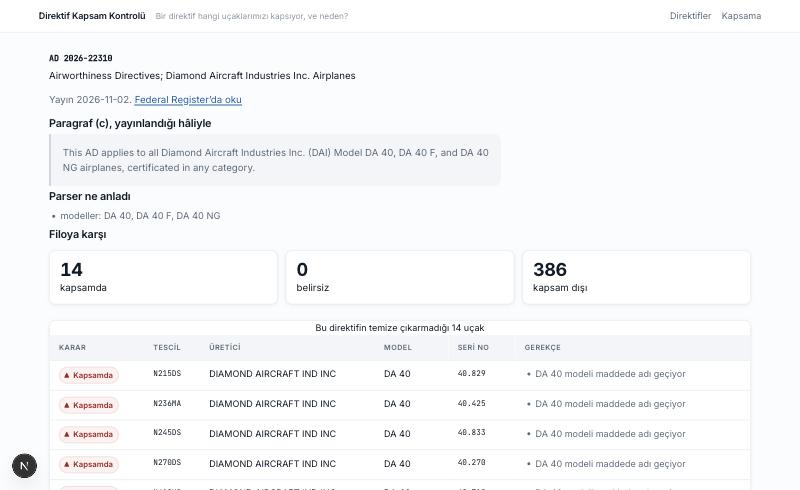 Direktif Kapsam Kontrolü Bir direktif hangi uçaklarımızı kapsıyor, ve neden? Direktifler Kapsama
AD 2026-22310
Airworthiness Directives; Diamond Aircraft Industries Inc. Airplanes
Yayın 2026-11-02. Federal Register'da oku
Paragraf (c), yayınlandığı hâliyle
This AD applies to all Diamond Aircraft Industries Inc. (DAI) Model DA 40, DA 40 F, and DA 40
NG airplanes, certificated in any category.
Parser ne anladı
• modeller: DA 40, DA 40 F, DA 40 NG
Filoya karşı
14 0 386
kapsamda belirsiz kapsam dışı
Bu direktifin temize çıkarmadığı 14 uçak
KARAR TESCİL ÜRETİCİ MODEL SERİ NO GEREKÇE
▲ Kapsamda N215DS DIAMOND AIRCRAFT IND INC DA 40 40.829 • DA 40 modeli maddede adı geçiyor
▲ Kapsamda N236MA DIAMOND AIRCRAFT IND INC DA 40 40.425 • DA 40 modeli maddede adı geçiyor
▲ Kapsamda N245DS DIAMOND AIRCRAFT IND INC DA 40 40.833 • DA 40 modeli maddede adı geçiyor
▲ Kapsamda N270DS DIAMOND AIRCRAFT IND INC DA 40 40.270 • DA 40 modeli maddede adı geçiyor
N